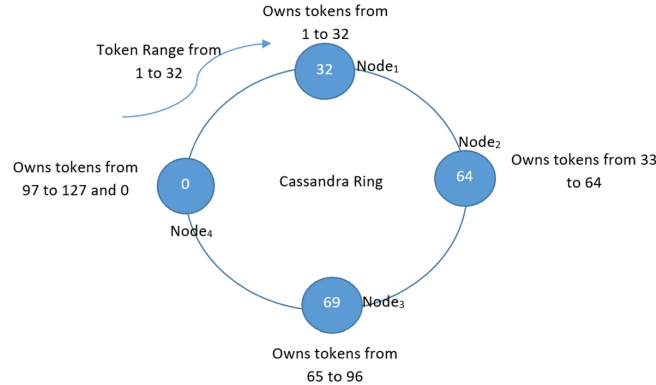 Owns tokens from
1 to 32
Token Range from
1 to 32
32
Node₁
Node₂
64
Owns tokens from 33
to 64
Owns tokens from
97 to 127 and 0
0
Cassandra Ring
Node₄
69
Node₃
Owns tokens from
65 to 96